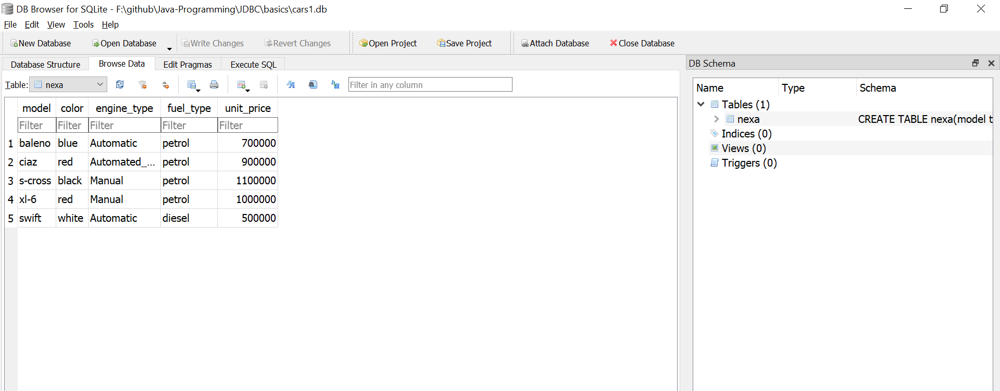 DB Browser for SQLite - F:\github\Java-Programming\JDBC\basics\cars1.db
File Edit View Tools Help
New Database Open Database Write Changes Revert Changes Open Project Save Project Attach Database Close Database
Database Structure Browse Data Edit Pragmas Execute SQL
Table: nexa Filter in any column
model color engine_type fuel_type unit_price
Filter Filter Filter Filter Filter
1 baleno blue Automatic petrol 700000
2 ciaz red Automated_... petrol 900000
3 s-cross black Manual petrol 1100000
4 xl-6 red Manual petrol 1000000
5 swift white Automatic diesel 500000
DB Schema
Name Type Schema
Tables (1)
nexa CREATE TABLE nexa(model t
Indices (0)
Views (0)
Triggers (0)